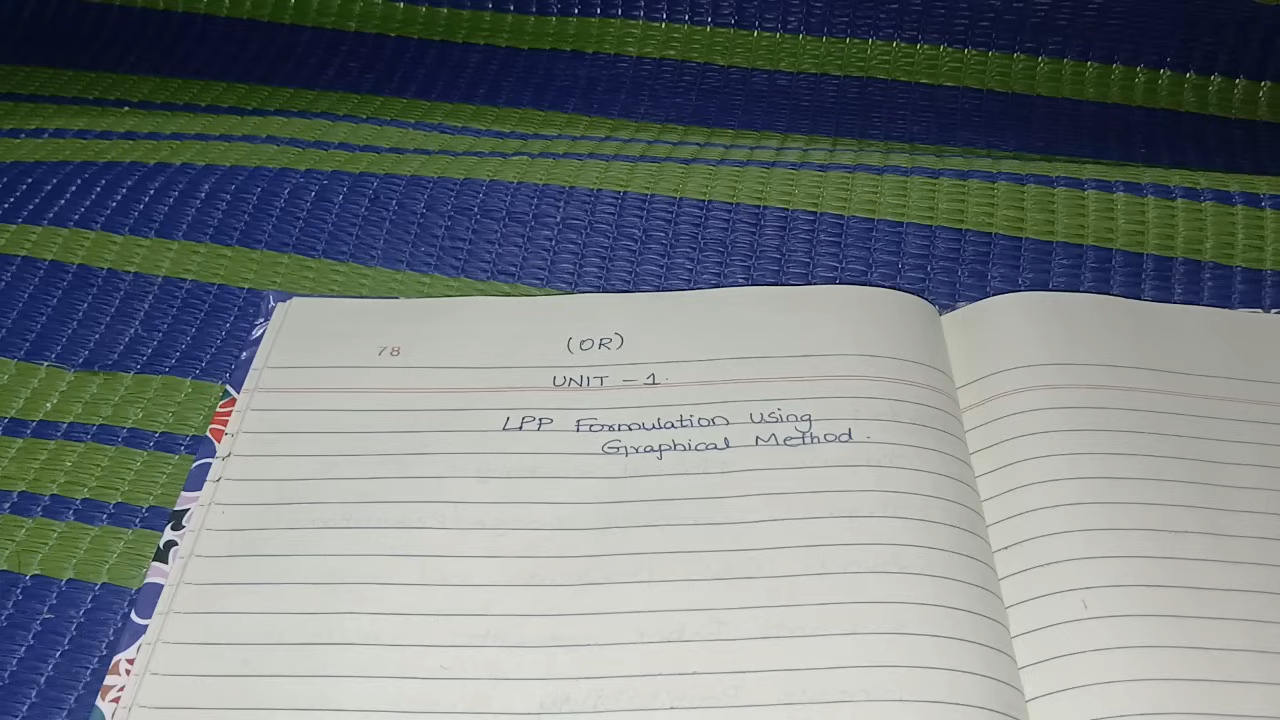 78
(OR)
UNIT - 1.
LPP Formulation using
Graphical Method.